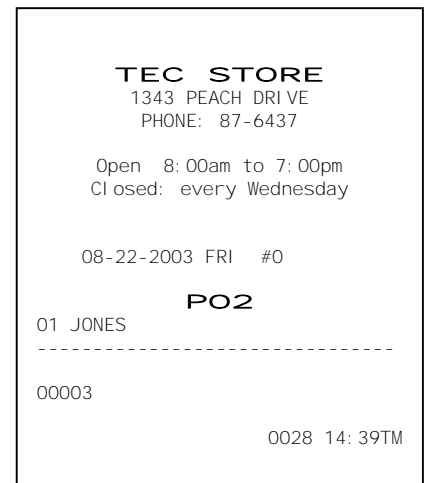 TEC STORE
1343 PEACH DRIVE
PHONE: 87-6437
Open 8:00am to 7:00pm
Closed: every Wednesday
08-22-2003 FRI #0
PO2
01 JONES
--------------------------------
00003
0028 14:39TM